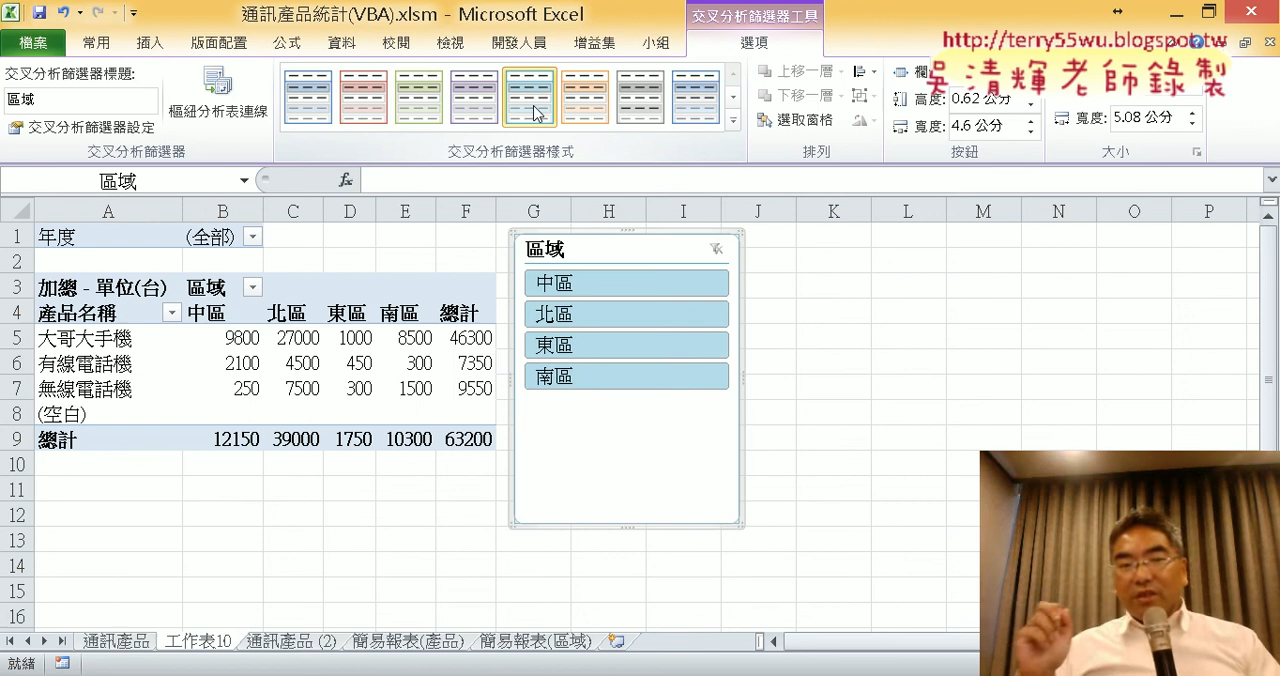 通訊產品統計(VBA).xlsm - Microsoft Excel
交叉分析篩選器工具
檔案 常用 插入 版面配置 公式 資料 校閱 檢視 開發人員 增益集 小組 選項
http://terry55wu.blogspot.tw
吳清輝老師錄製
交叉分析篩選器標題:
區域
交叉分析篩選器設定
交叉分析篩選器
樞紐分析表連線
交叉分析篩選器樣式
上移一層
下移一層
選取窗格
排列
欄
高度: 0.62 公分
寬度: 4.6 公分
按鈕
寬度: 5.08 公分
大小
區域 fx
A B C D E F G H I J K L M N O P
1 年度 (全部)
2
3 加總 - 單位(台) 區域
4 產品名稱 中區 北區 東區 南區 總計
5 大哥大手機 9800 27000 1000 8500 46300
6 有線電話機 2100 4500 450 300 7350
7 無線電話機 250 7500 300 1500 9550
8 (空白)
9 總計 12150 39000 1750 10300 63200
10
11
12
13
14
15
16
區域
中區
北區
東區
南區
通訊產品 工作表10 通訊產品 (2) 簡易報表(產品) 簡易報表(區域)
就緒